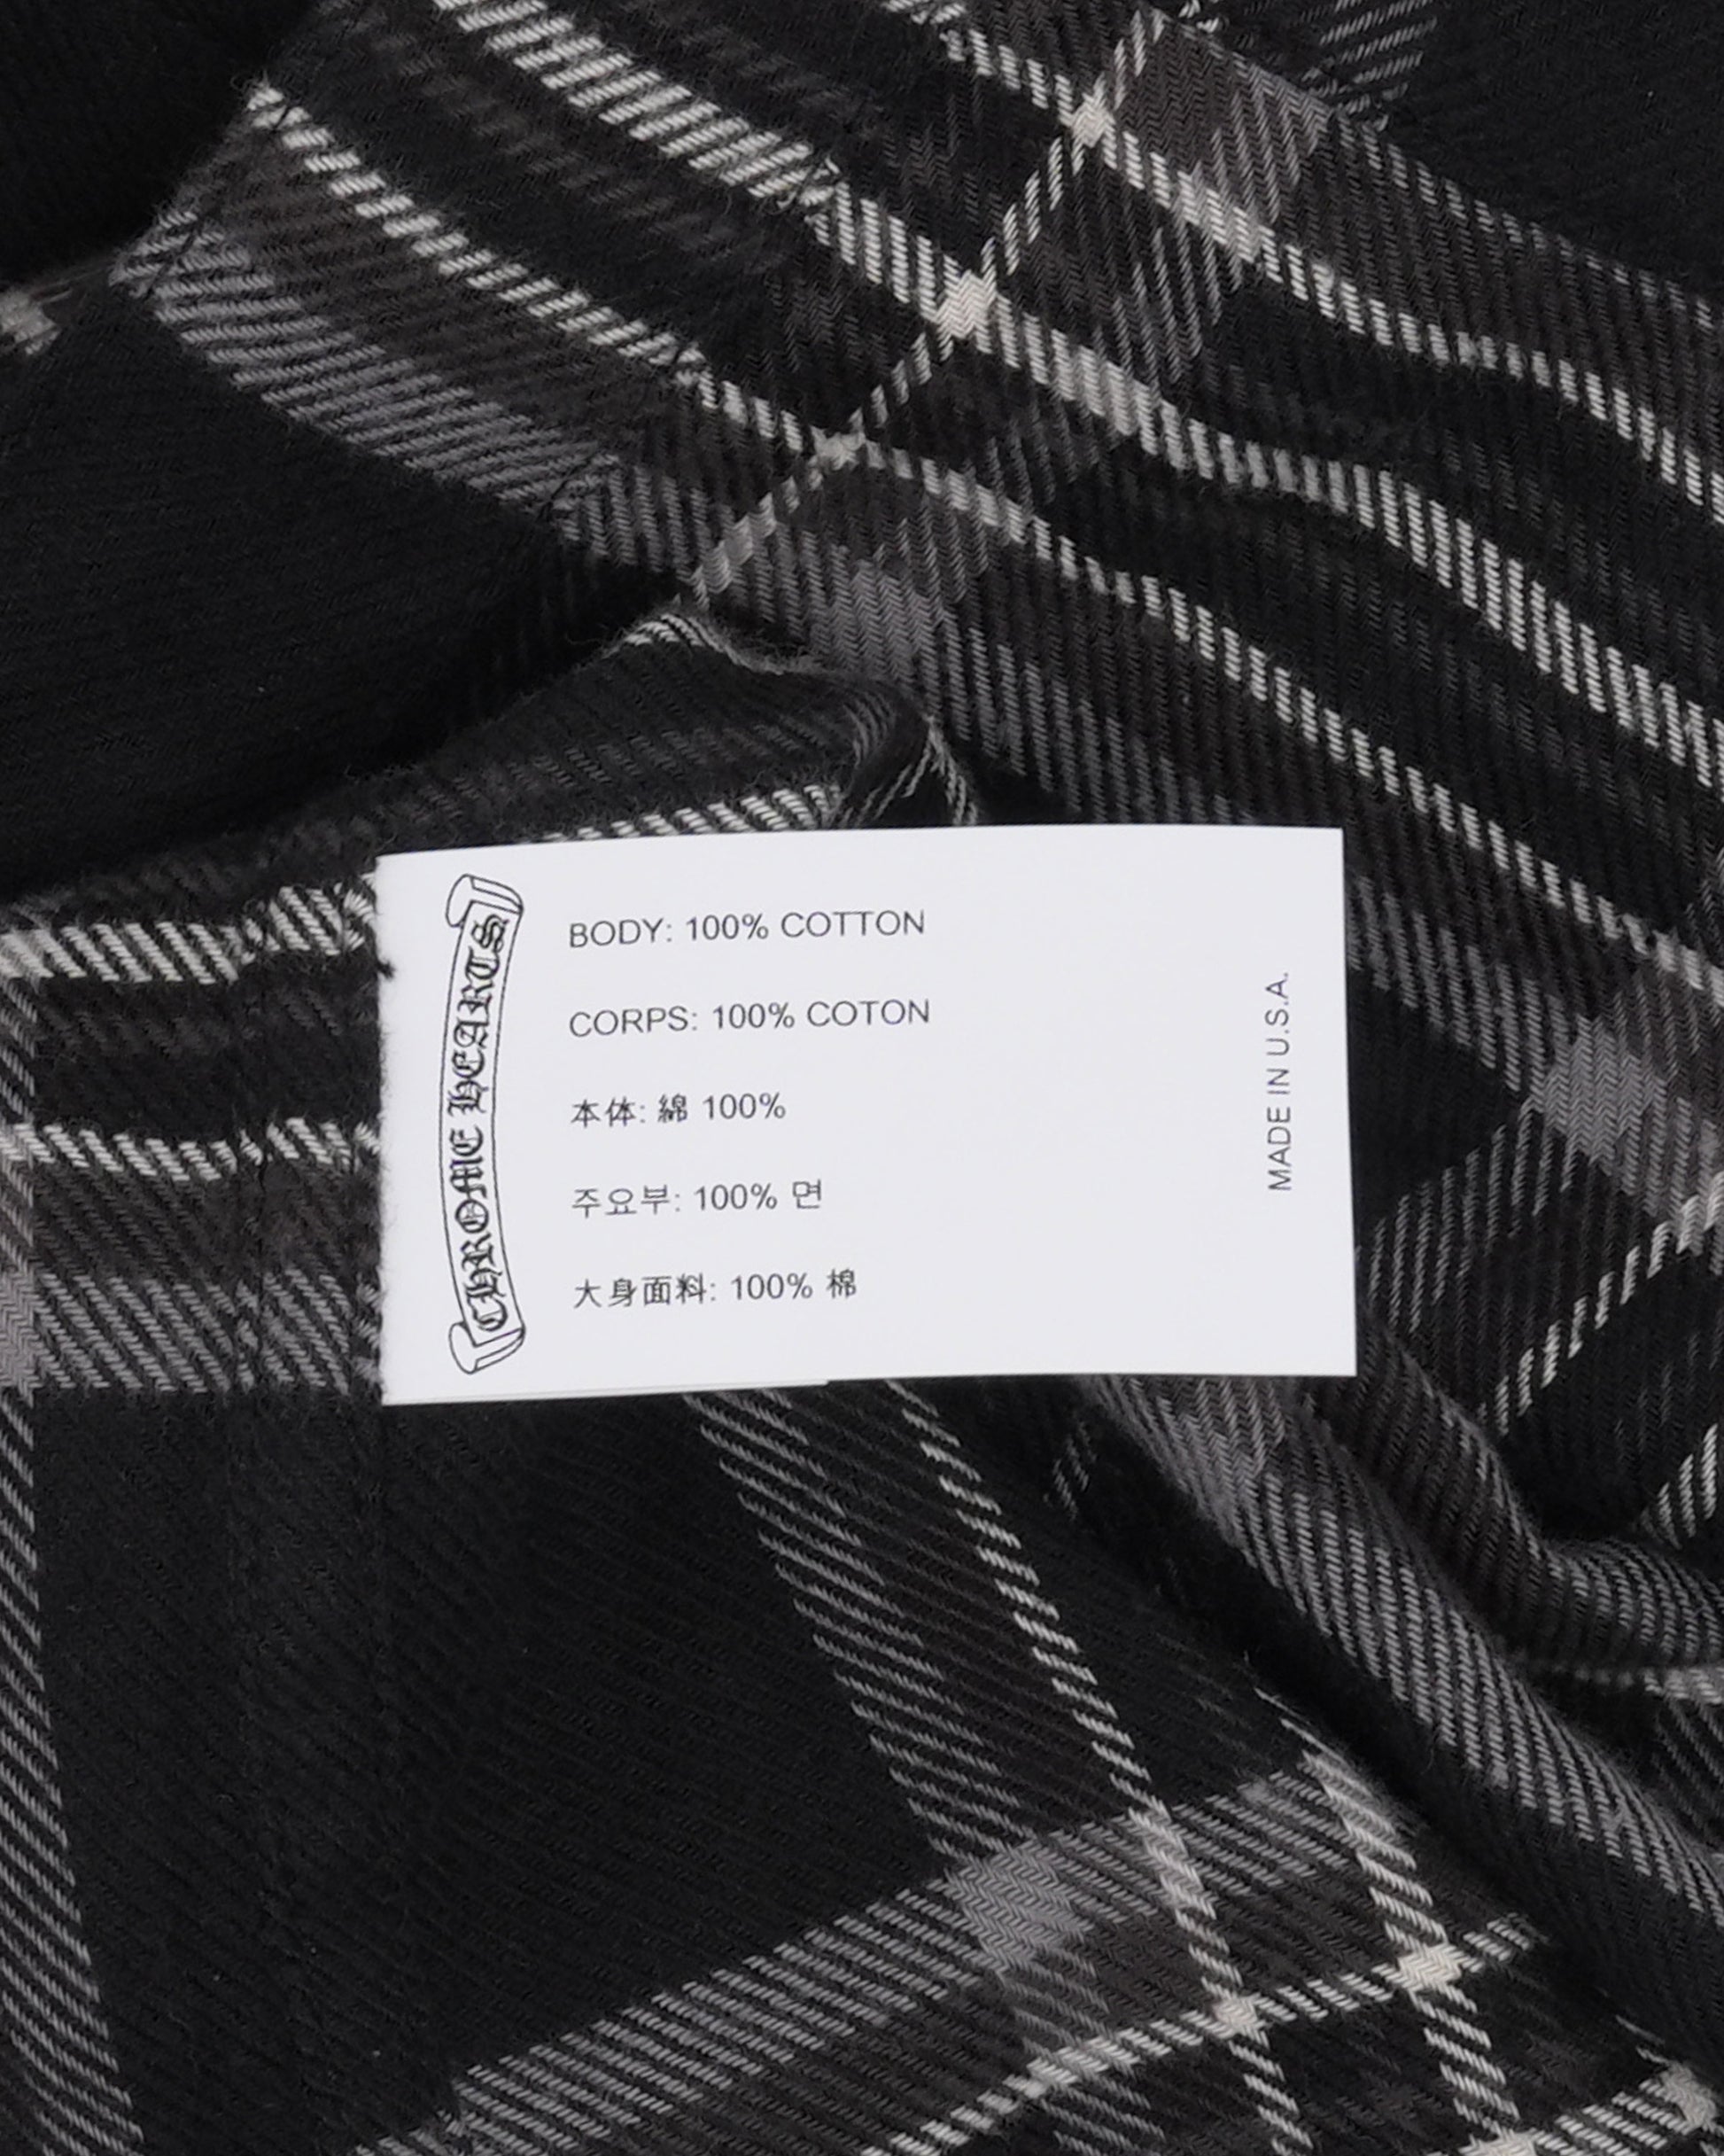 CHROME HEARTS
BODY: 100% COTTON
CORPS: 100% COTON
本体: 綿 100%
주요부: 100% 면
大身面料: 100% 棉
MADE IN U.S.A.